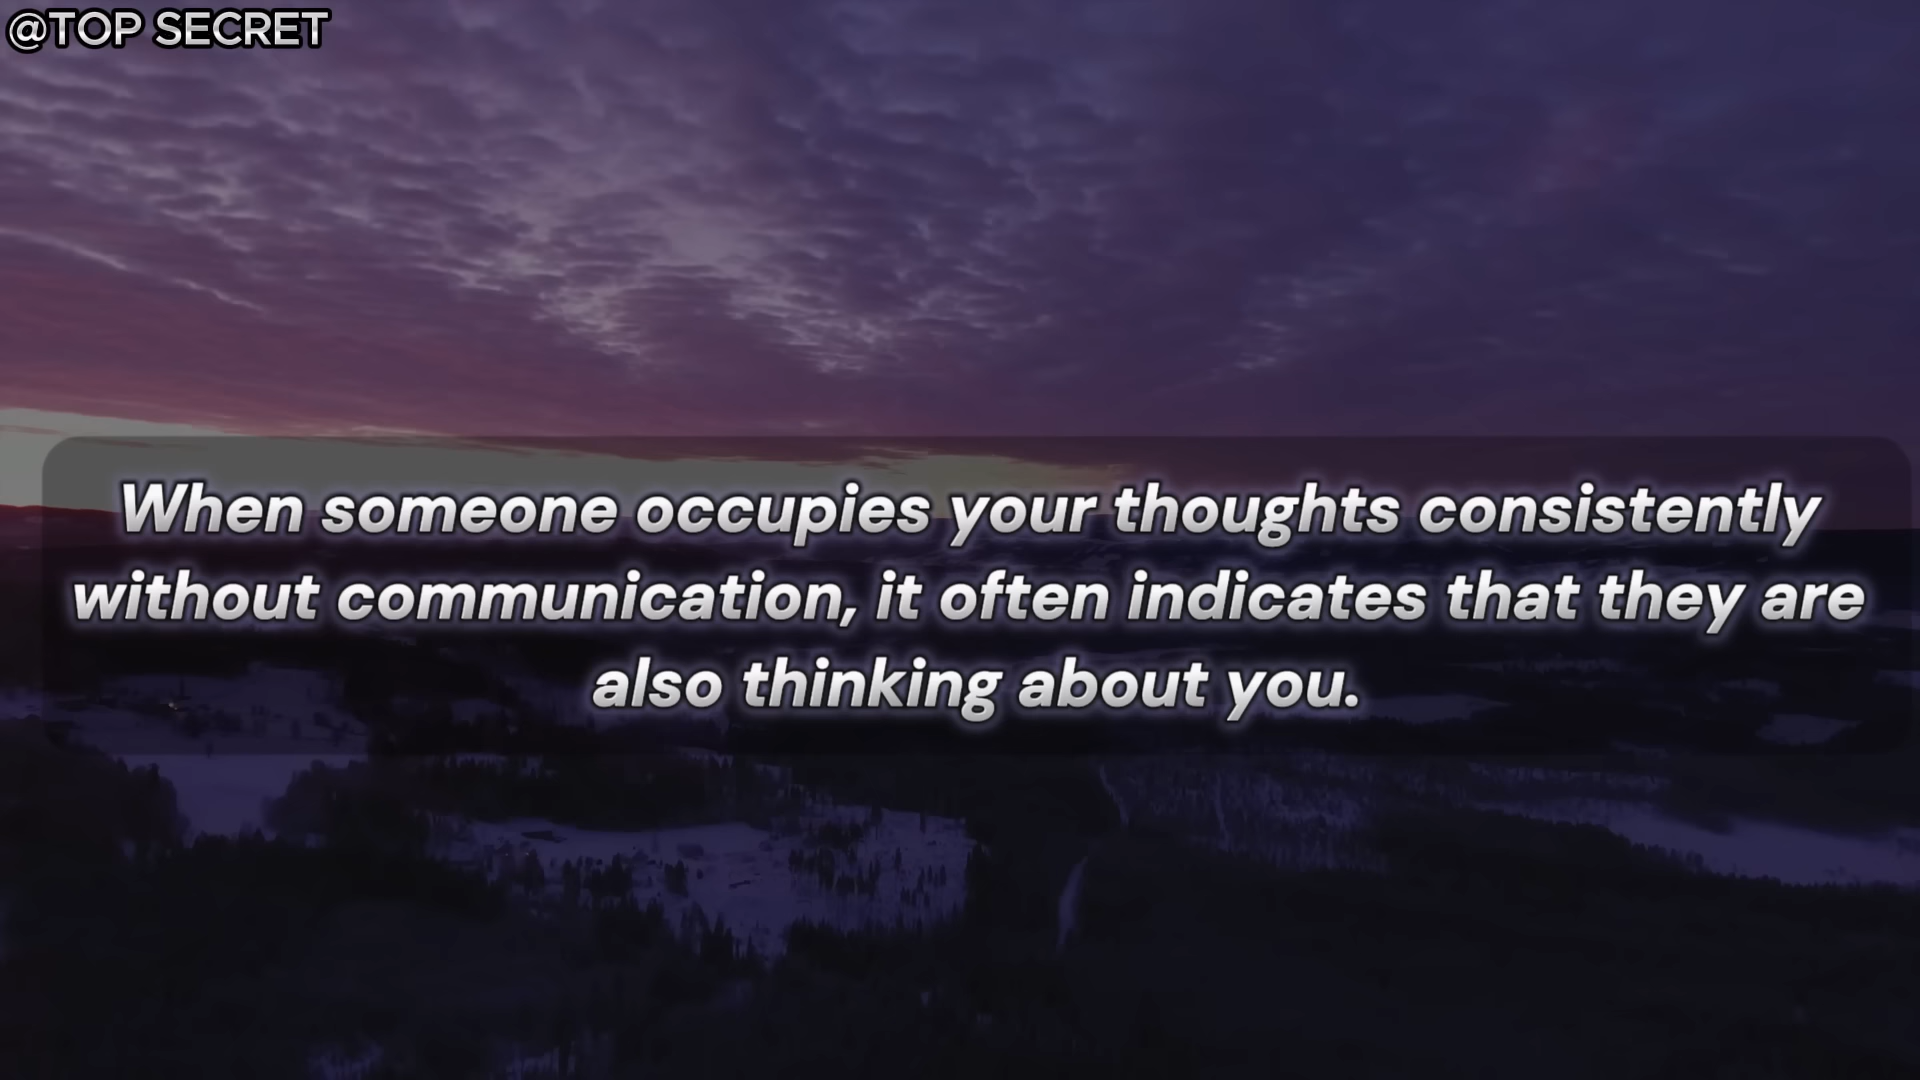 @TOP SECRET
When someone occupies your thoughts consistently
without communication, it often indicates that they are
also thinking about you.